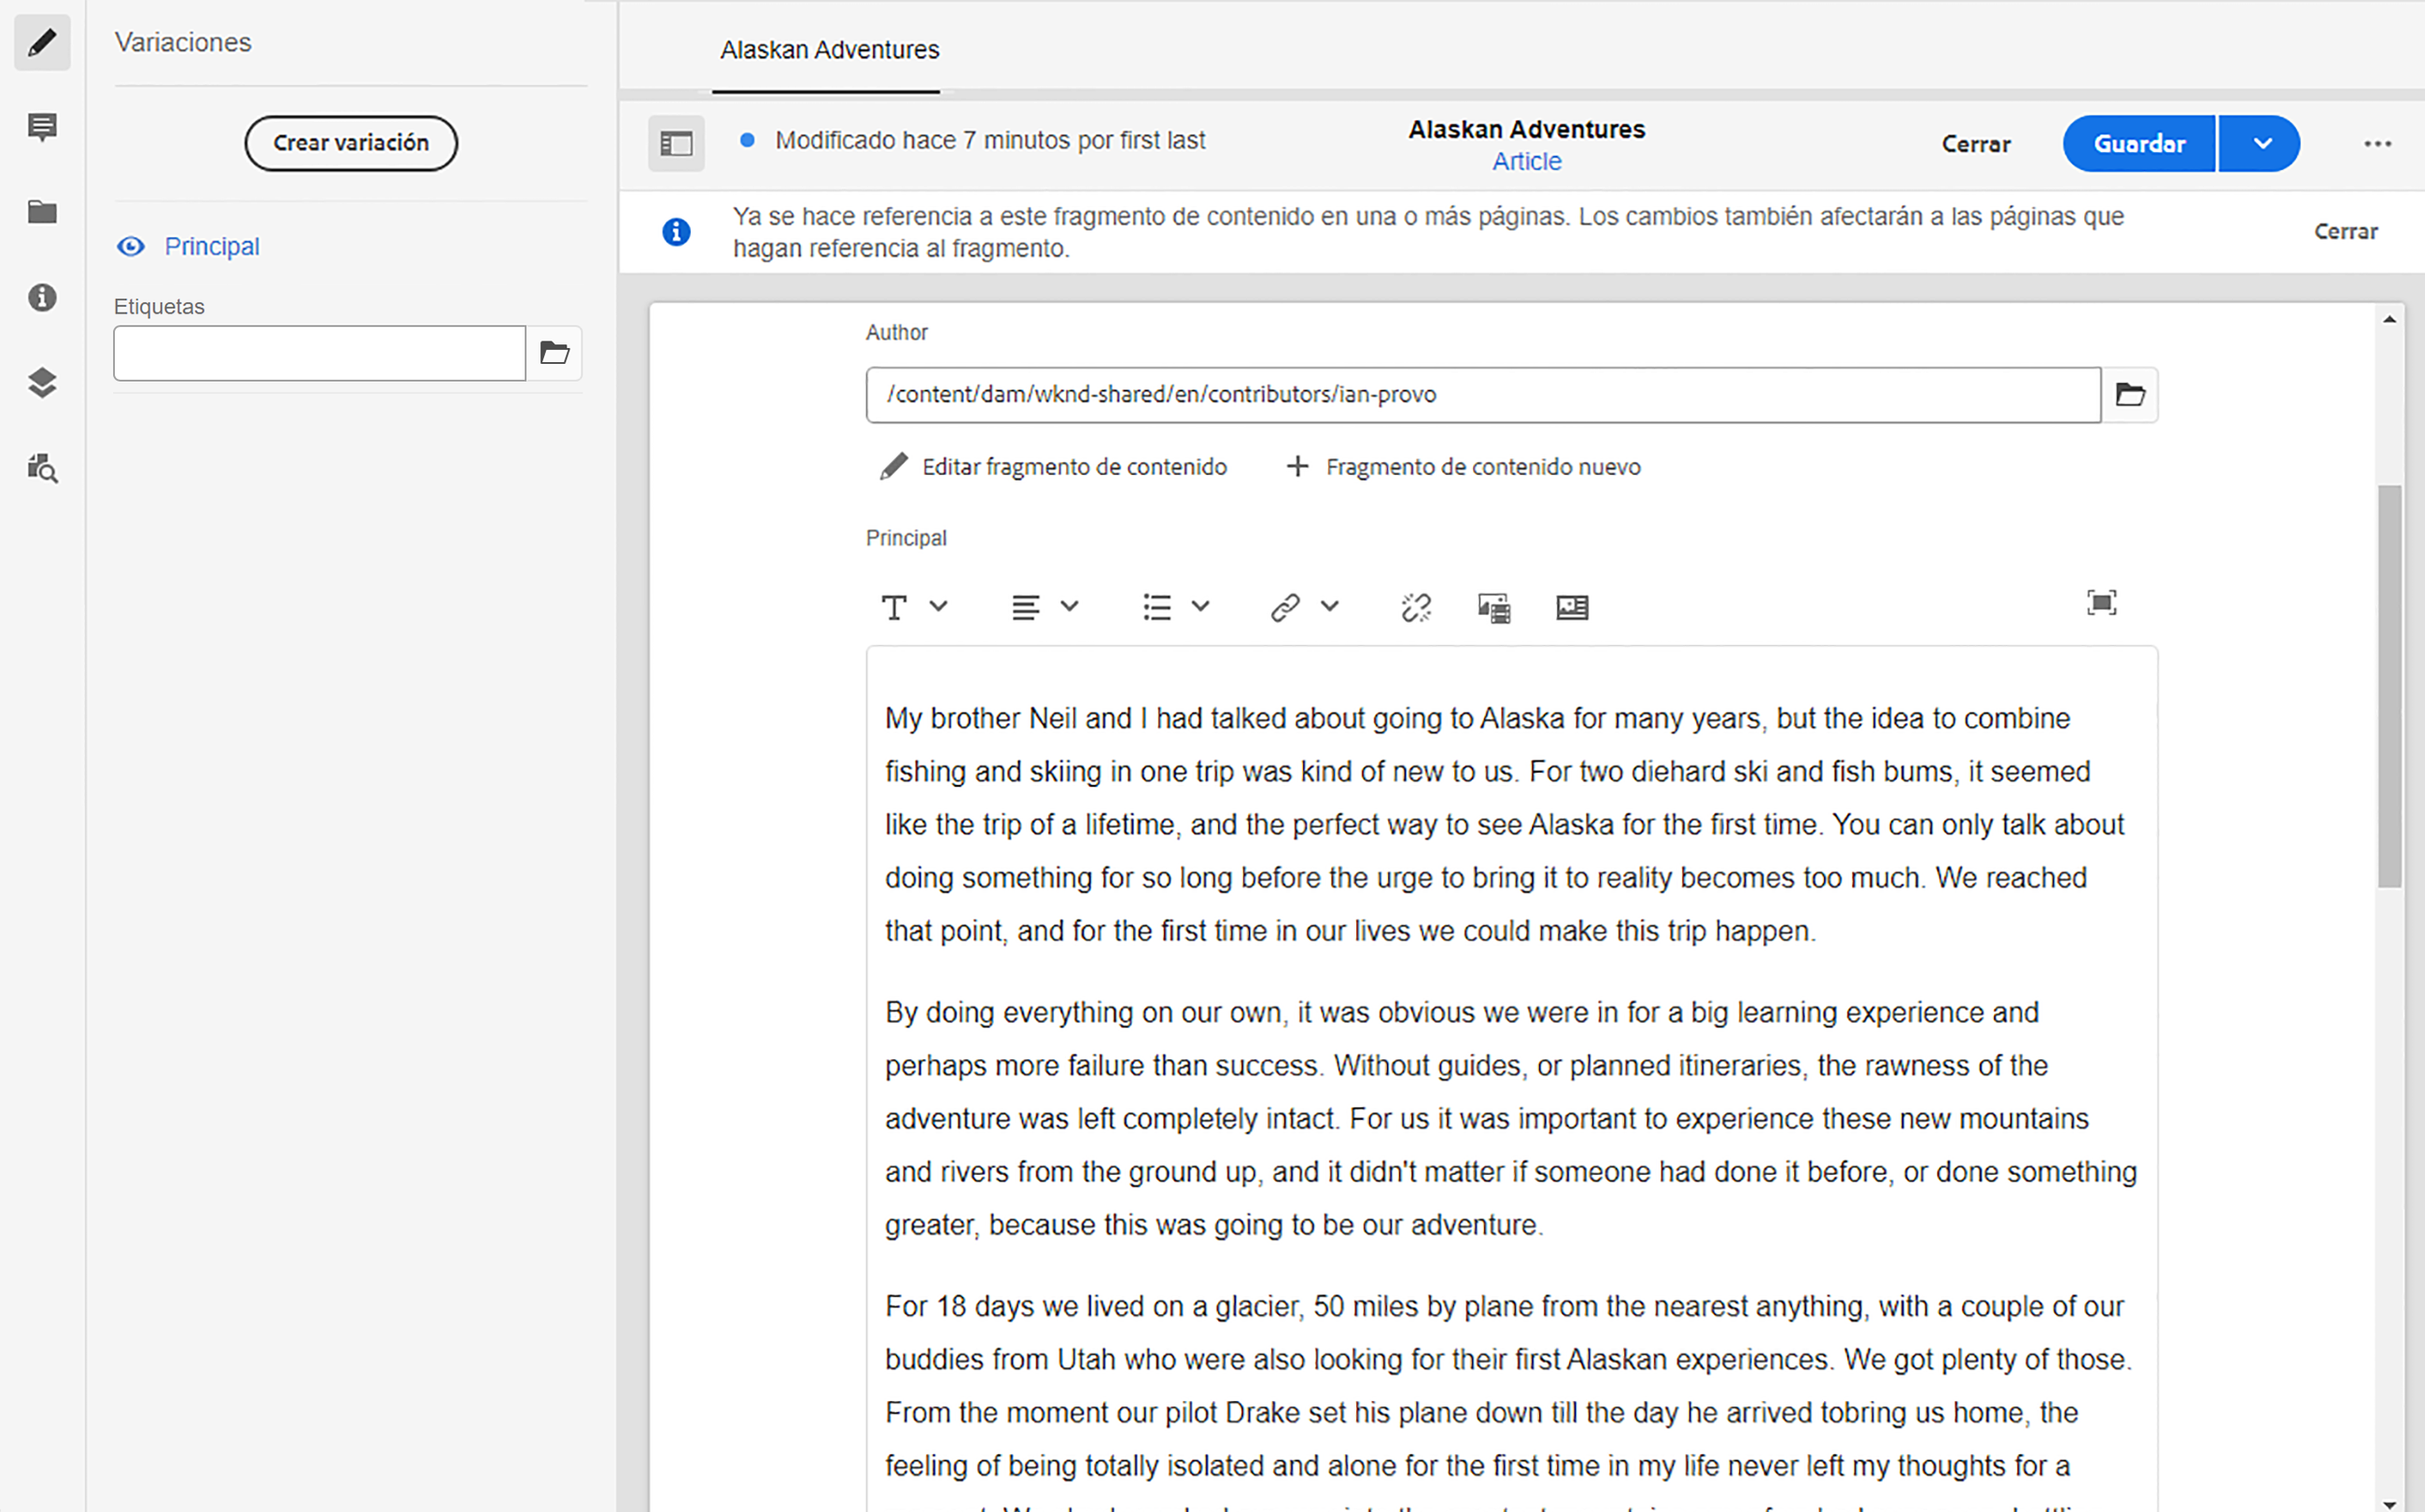 Variaciones
Crear variación
Principal
Etiquetas
Alaskan Adventures
Modificado hace 7 minutos por first last
Alaskan Adventures
Article
Cerrar
Guardar
Ya se hace referencia a este fragmento de contenido en una o más páginas. Los cambios también afectarán a las páginas que
hagan referencia al fragmento.
Cerrar
Author
/content/dam/wknd-shared/en/contributors/ian-provo
Editar fragmento de contenido
Fragmento de contenido nuevo
Principal
My brother Neil and I had talked about going to Alaska for many years, but the idea to combine
fishing and skiing in one trip was kind of new to us. For two diehard ski and fish bums, it seemed
like the trip of a lifetime, and the perfect way to see Alaska for the first time. You can only talk about
doing something for so long before the urge to bring it to reality becomes too much. We reached
that point, and for the first time in our lives we could make this trip happen.
By doing everything on our own, it was obvious we were in for a big learning experience and
perhaps more failure than success. Without guides, or planned itineraries, the rawness of the
adventure was left completely intact. For us it was important to experience these new mountains
and rivers from the ground up, and it didn't matter if someone had done it before, or done something
greater, because this was going to be our adventure.
For 18 days we lived on a glacier, 50 miles by plane from the nearest anything, with a couple of our
buddies from Utah who were also looking for their first Alaskan experiences. We got plenty of those.
From the moment our pilot Drake set his plane down till the day he arrived tobring us home, the
feeling of being totally isolated and alone for the first time in my life never left my thoughts for a